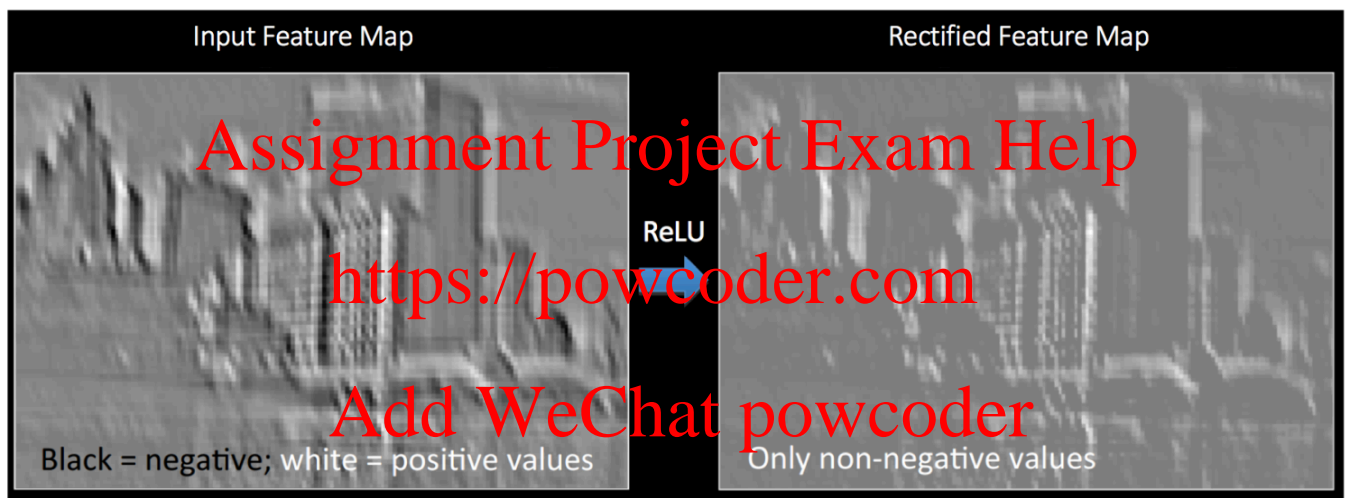 Input Feature Map
Rectified Feature Map
Assignment Project Exam Help
ReLU
https://powcoder.com
Add WeChat powcoder
Black = negative; white = positive values
Only non-negative values